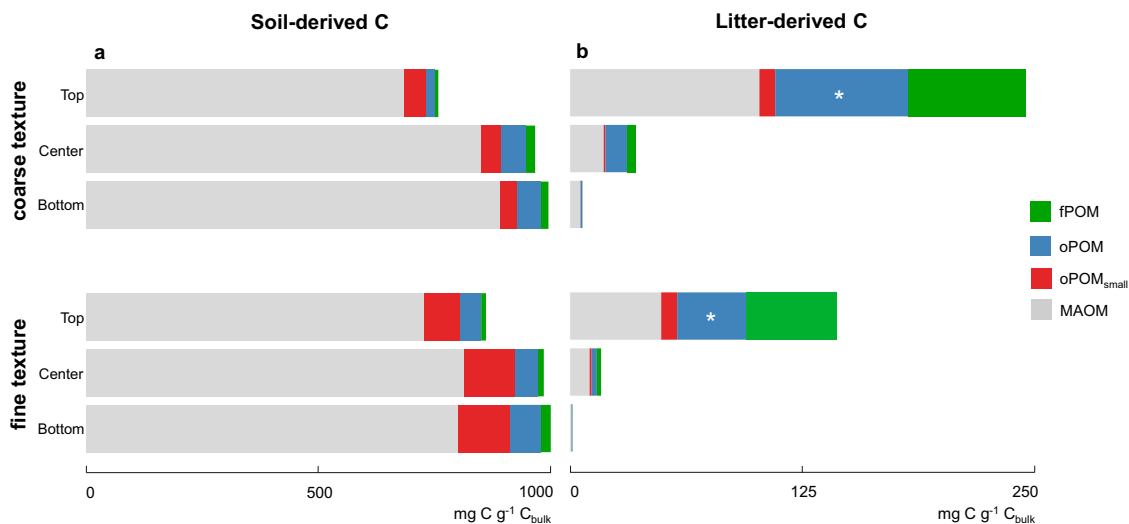 Soil-derived C
Litter-derived C
a
b
coarse texture
Top
*
Center
Bottom
fPOM
oPOM
oPOMsmall
MAOM
fine texture
Top
*
Center
Bottom
0 500 1000
0 125 250
mg C g⁻¹ Cbulk
mg C g⁻¹ Cbulk